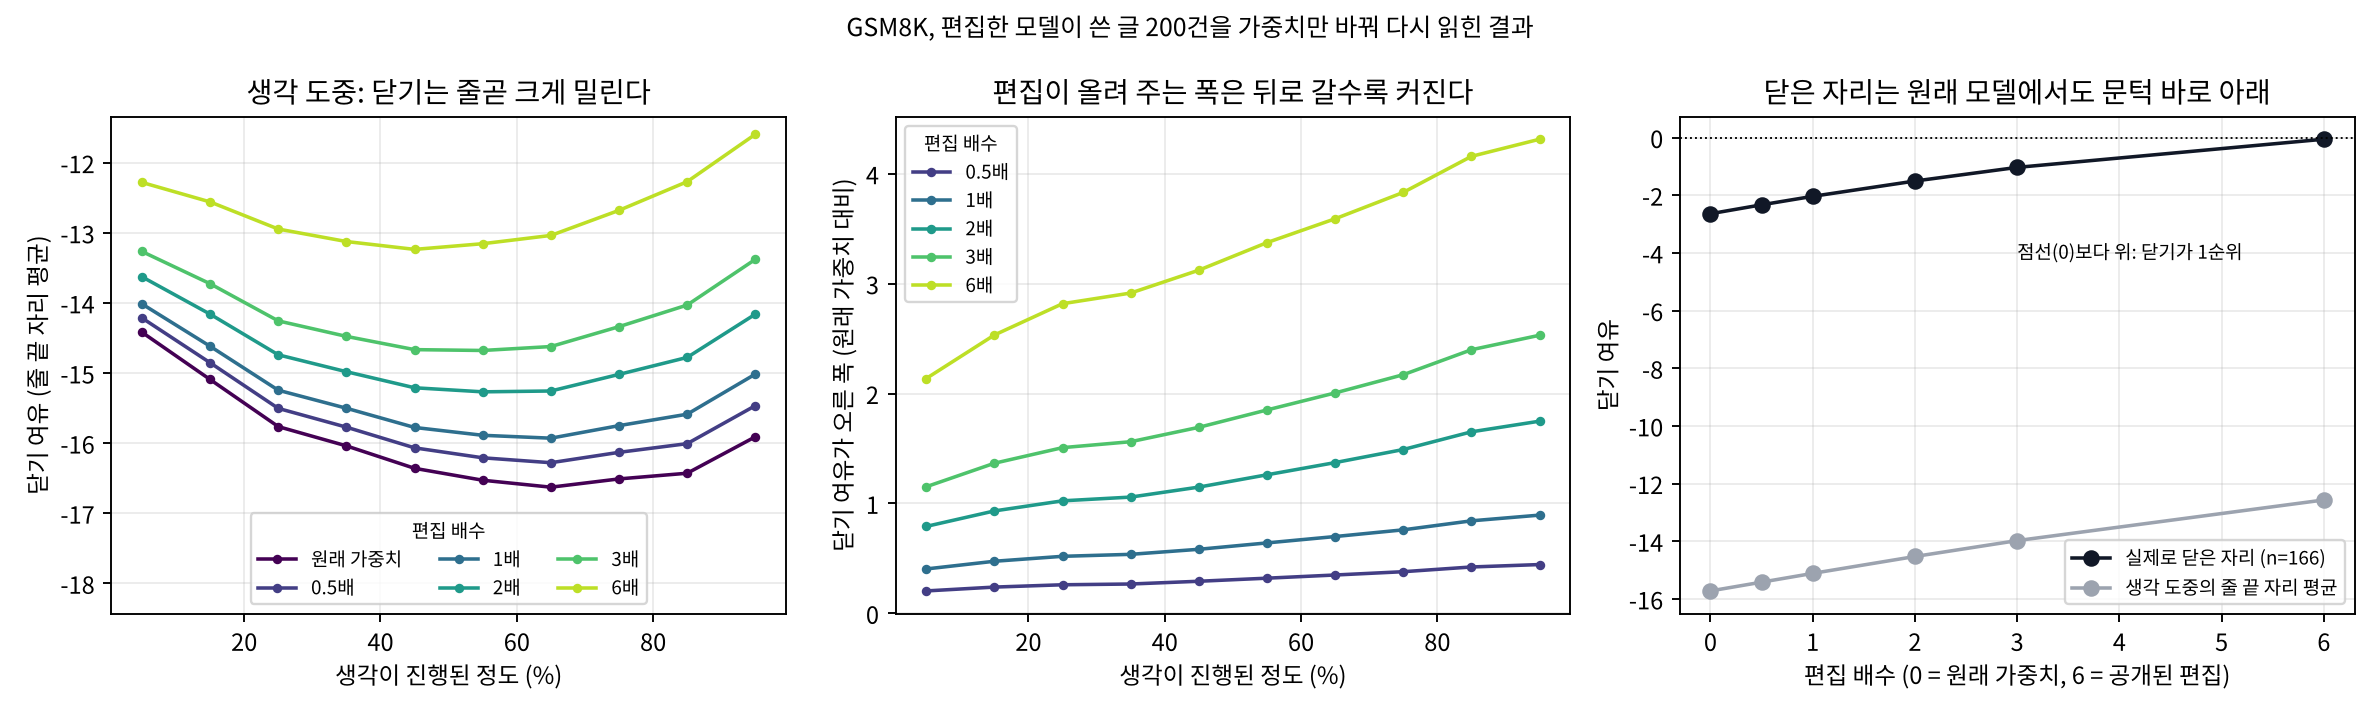 GSM8K, 편집한 모델이 쓴 글 200건을 가중치만 바꿔 다시 읽힌 결과
생각 도중: 닫기는 줄곧 크게 밀린다
닫기 여유 (줄 끝 자리 평균)
-12
-13
-14
-15
-16
-17
-18
편집 배수
원래 가중치
0.5배
1배
2배
3배
6배
20
40
60
80
생각이 진행된 정도 (%)
편집이 올려 주는 폭은 뒤로 갈수록 커진다
닫기 여유가 오른 폭 (원래 가중치 대비)
4
3
2
1
0
편집 배수
0.5배
1배
2배
3배
6배
20
40
60
80
생각이 진행된 정도 (%)
닫은 자리는 원래 모델에서도 문턱 바로 아래
닫기 여유
0
-2
-4
-6
-8
-10
-12
-14
-16
점선(0)보다 위: 닫기가 1순위
실제로 닫은 자리 (n=166)
생각 도중의 줄 끝 자리 평균
0
1
2
3
4
5
6
편집 배수 (0 = 원래 가중치, 6 = 공개된 편집)